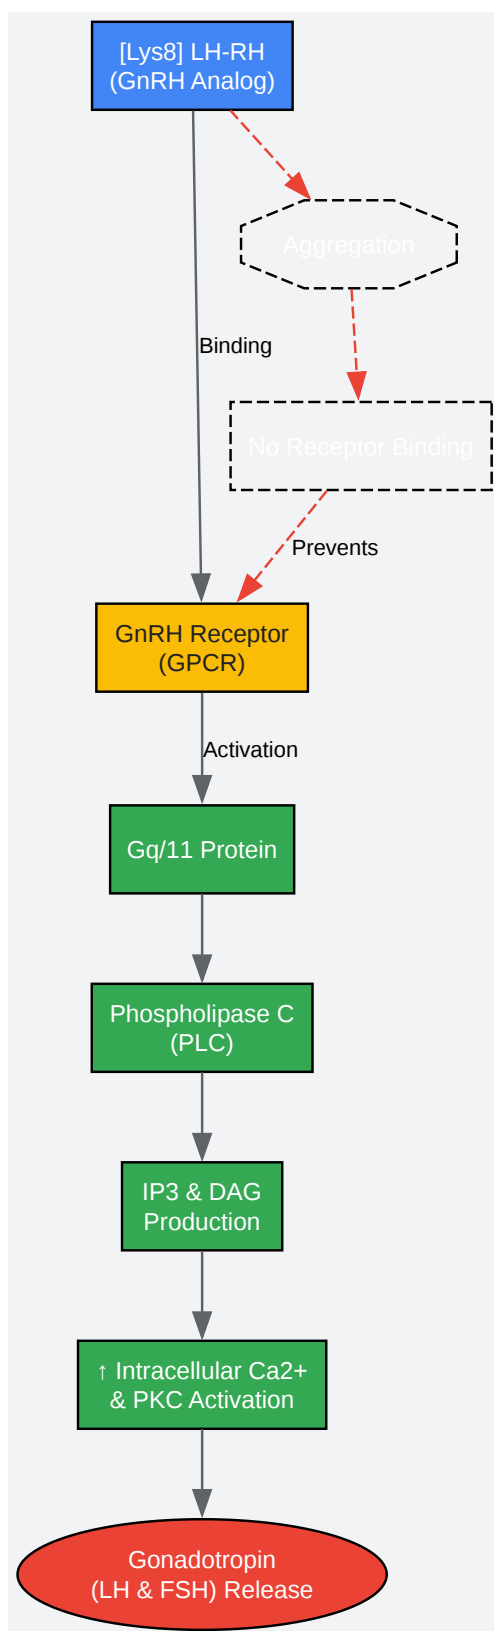 [Lys8] LH-RH
(GnRH Analog)
Aggregation
Binding
No Receptor Binding
Prevents
GnRH Receptor
(GPCR)
Activation
Gq/11 Protein
Phospholipase C
(PLC)
IP3 & DAG
Production
↑ Intracellular Ca2+
& PKC Activation
Gonadotropin
(LH & FSH) Release